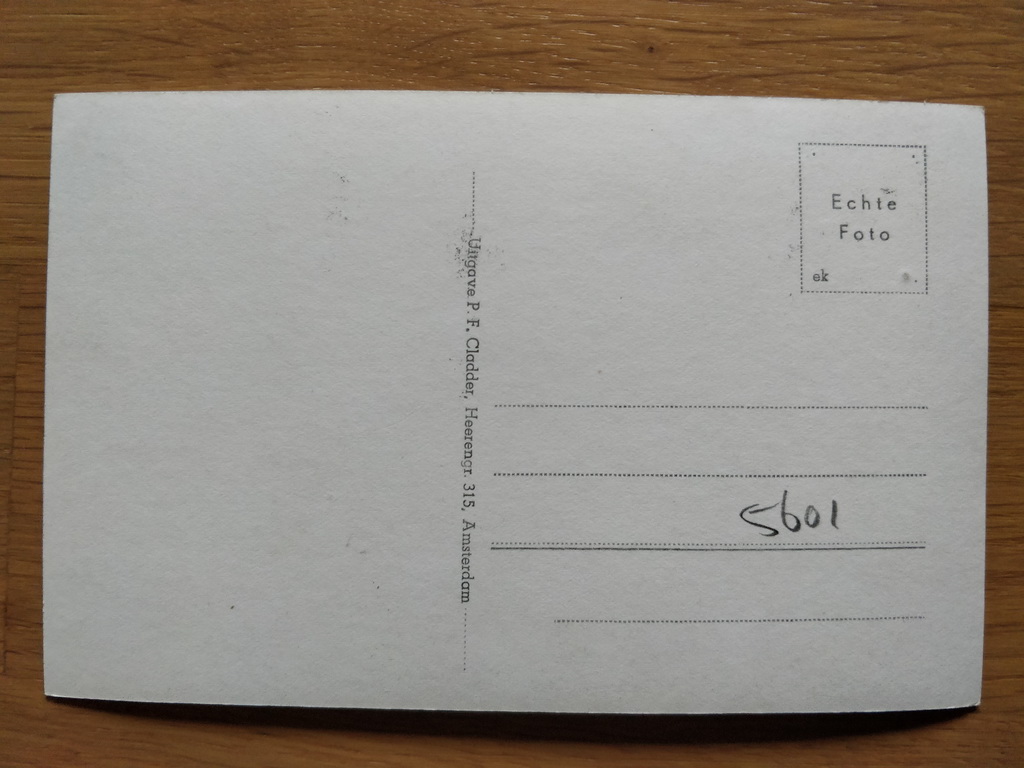 Uitgave P. F. Cladder, Heerengr. 315, Amsterdam
Echte
Foto
ek
5601